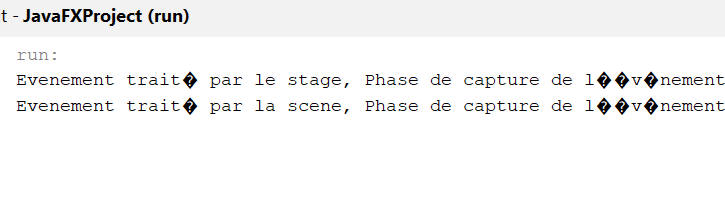 t - JavaFXProject (run)
run:
Evenement trait� par le stage, Phase de capture de l��v�nement
Evenement trait� par la scene, Phase de capture de l��v�nement